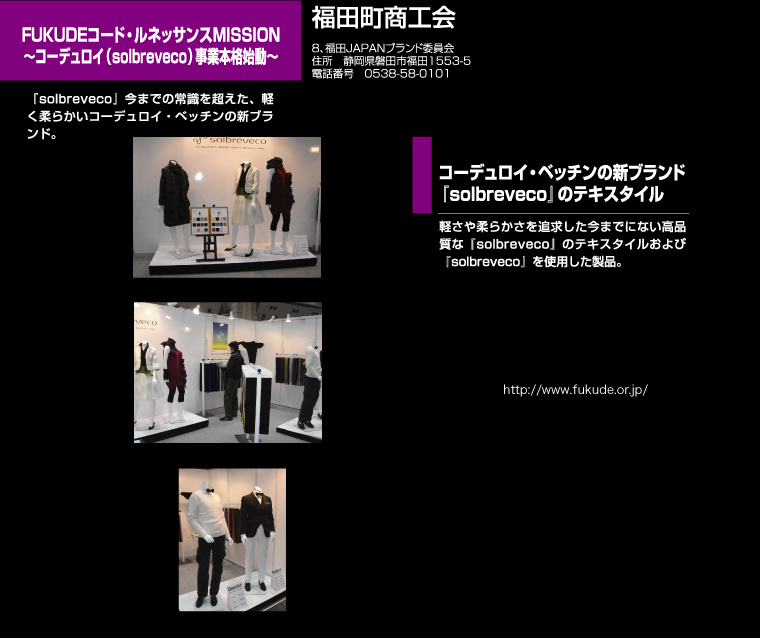 FUKUDEコード・ルネッサンスMISSION
～コーデュロイ（solbreveco）事業本格始動～
福田町商工会
8、福田JAPANブランド委員会
住所　静岡県磐田市福田1553-5
電話番号　0538-58-0101
『solbreveco』今までの常識を超えた、軽
く柔らかいコーデュロイ・ベッチンの新ブラ
ンド。
solbreveco
コーデュロイ・ベッチンの新ブランド
『solbreveco』のテキスタイル
軽さや柔らかさを追求した今までにない高品
質な『solbreveco』のテキスタイルおよび
『solbreveco』を使用した製品。
veco
http://www.fukude.or.jp/